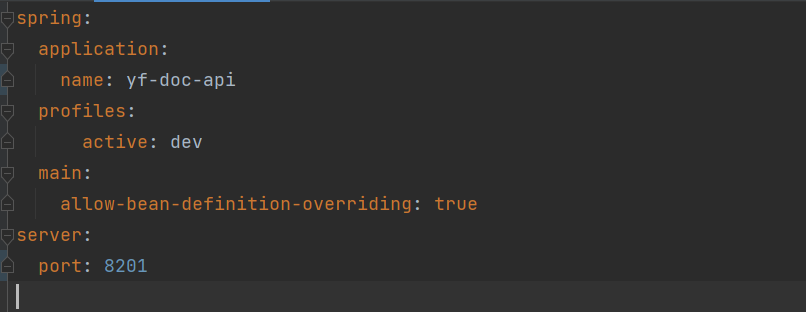 spring:
  application:
    name: yf-doc-api
  profiles:
      active: dev
  main:
    allow-bean-definition-overriding: true
server:
  port: 8201